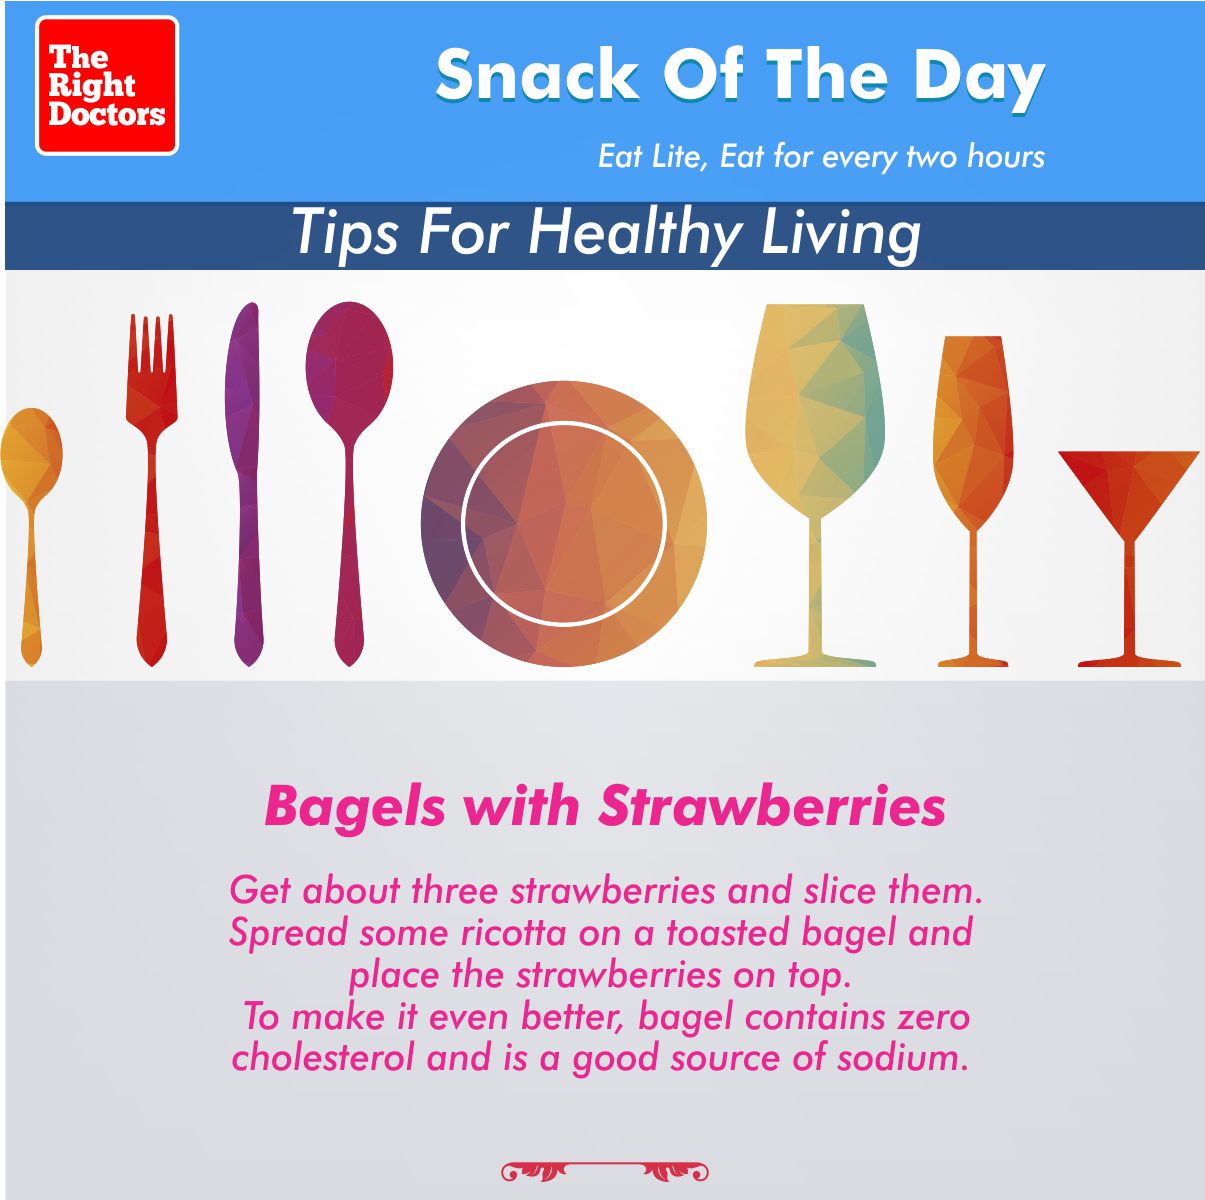 The
Right
Doctors
Snack Of The Day
Eat Lite, Eat for every two hours
Tips For Healthy Living
Bagels with Strawberries
Get about three strawberries and slice them.
Spread some ricotta on a toasted bagel and
place the strawberries on top.
To make it even better, bagel contains zero
cholesterol and is a good source of sodium.